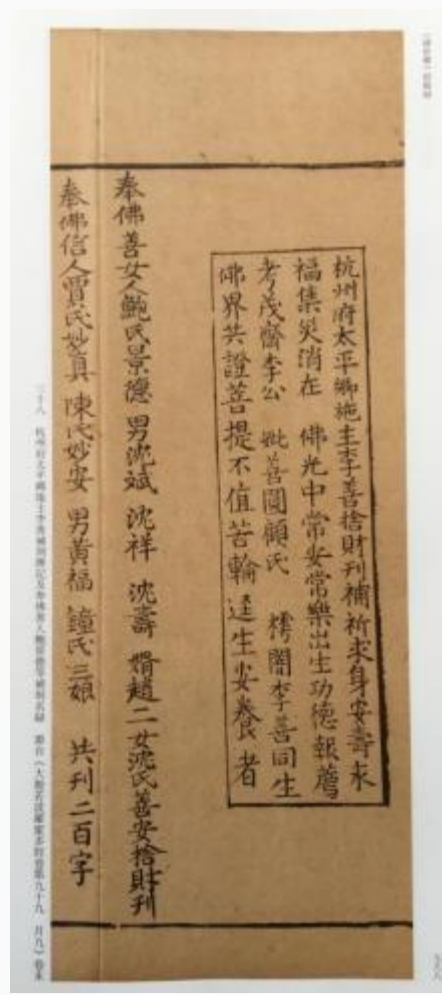 杭州府太平鄉施主李善捨財刊補祈求身安壽永
福集災消在 佛光中常安常樂出生功德報薦
考茂齋李公 妣善圓顧氏 擕闍李善同生
佛界共證菩提不值苦輪逹生安養者
奉佛善女人鮑氏景德 男沈斌 沈祥 沈壽 婿趙二女沈氏善安捨財刊
奉佛信人賈氏妙真 陳氏妙安 男黃福 鐘氏三娘 共刊二百字